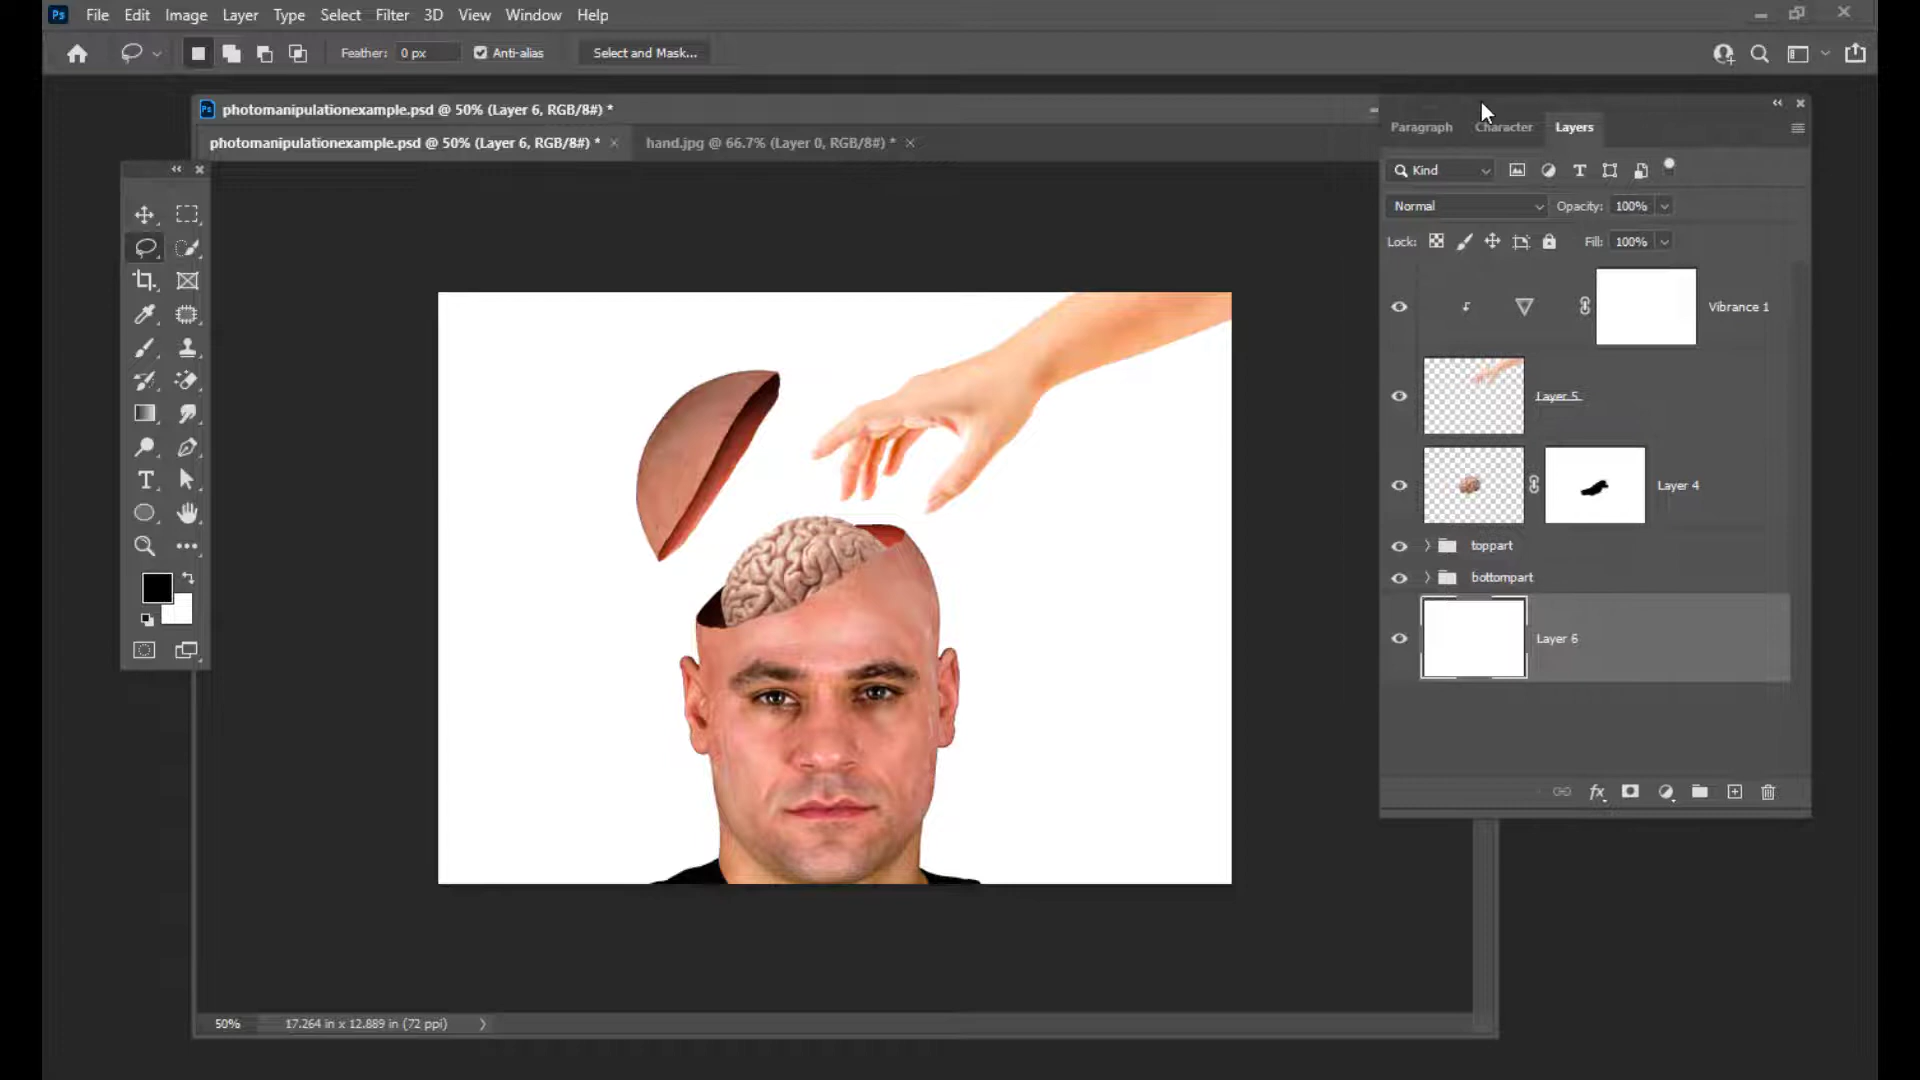 Ps File Edit Image Layer Type Select Filter 3D View Window Help
Feather: 0 px Anti-alias Select and Mask...
Ps photomanipulationexample.psd @ 50% (Layer 6, RGB/8#) *
photomanipulationexample.psd @ 50% (Layer 6, RGB/8#) * × hand.jpg @ 66.7% (Layer 0, RGB/8#) * ×
Paragraph Character Layers
Kind
Normal Opacity: 100%
Lock: Fill: 100%
Vibrance 1
Layer 5
Layer 4
toppart
bottompart
Layer 6
fx
50% 17.264 in x 12.889 in (72 ppi)